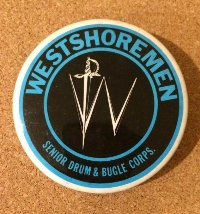 WESTSHOREMEN
W
SENIOR DRUM & BUGLE CORPS.